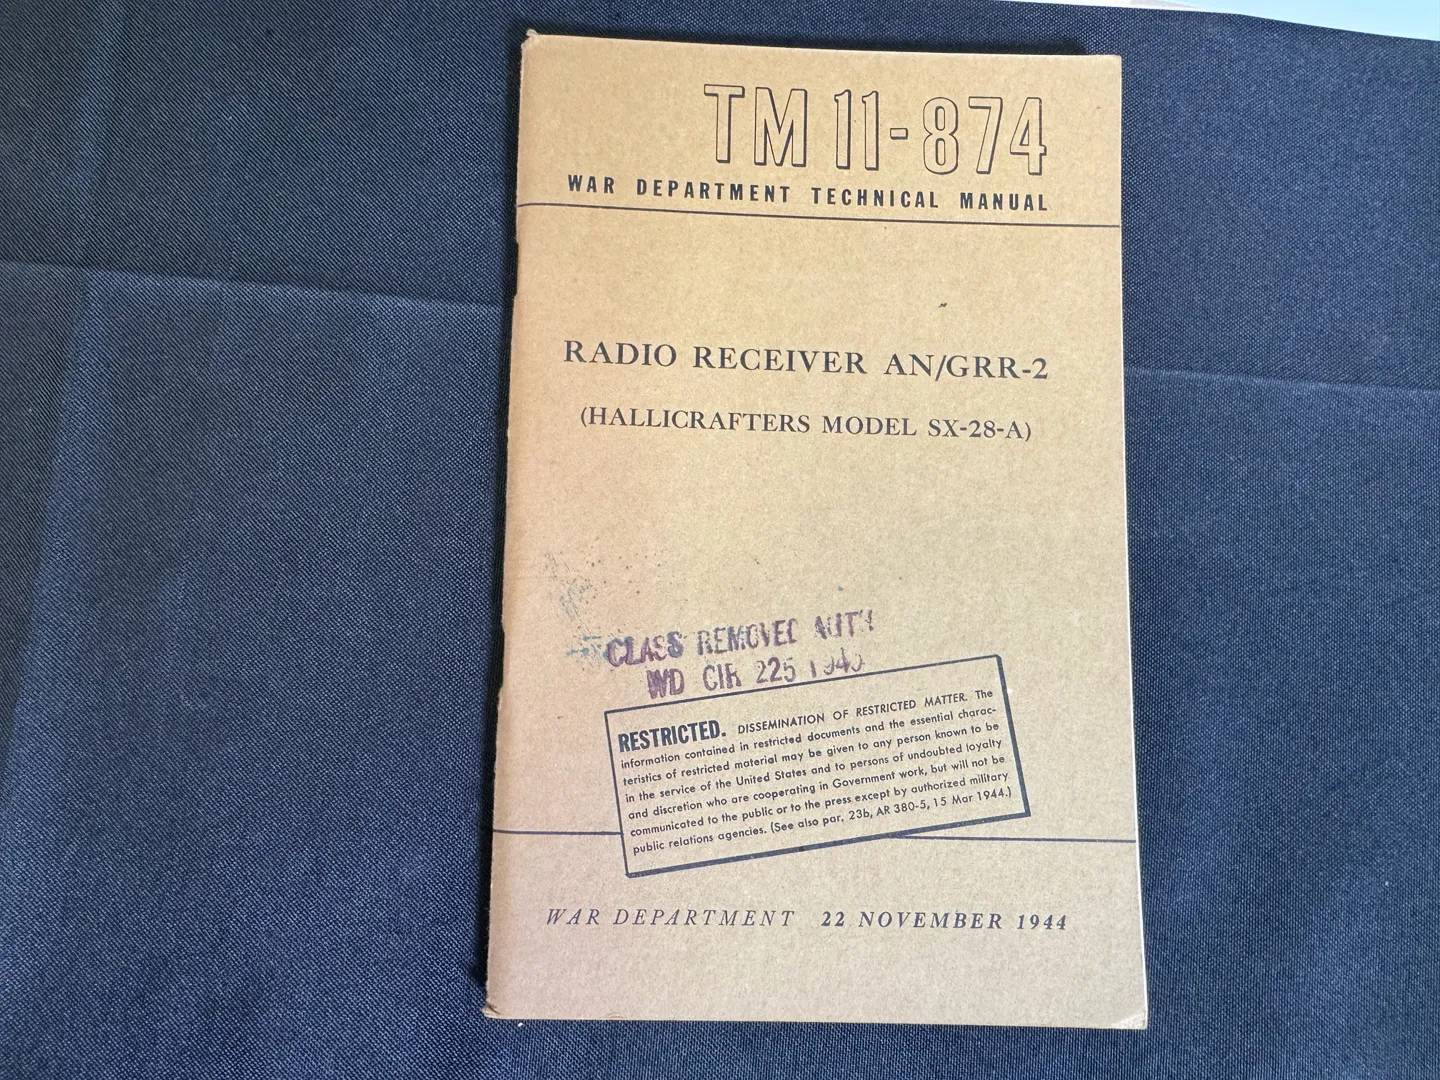 TM 11-874
WAR DEPARTMENT TECHNICAL MANUAL
RADIO RECEIVER AN/GRR-2
(HALLICRAFTERS MODEL SX-28-A)
CLASS REMOVED AUTY
WD CIR 225 1945
RESTRICTED. DISSEMINATION OF RESTRICTED MATTER. The
information contained in restricted documents and the essential charac-
teristics of restricted material may be given to any person known to be
in the service of the United States and to persons of undoubted loyalty
and discretion who are cooperating in Government work, but will not be
communicated to the public or to the press except by authorized military
public relations agencies. (See also par. 23b, AR 380-5, 15 Mar 1944.)
WAR DEPARTMENT 22 NOVEMBER 1944